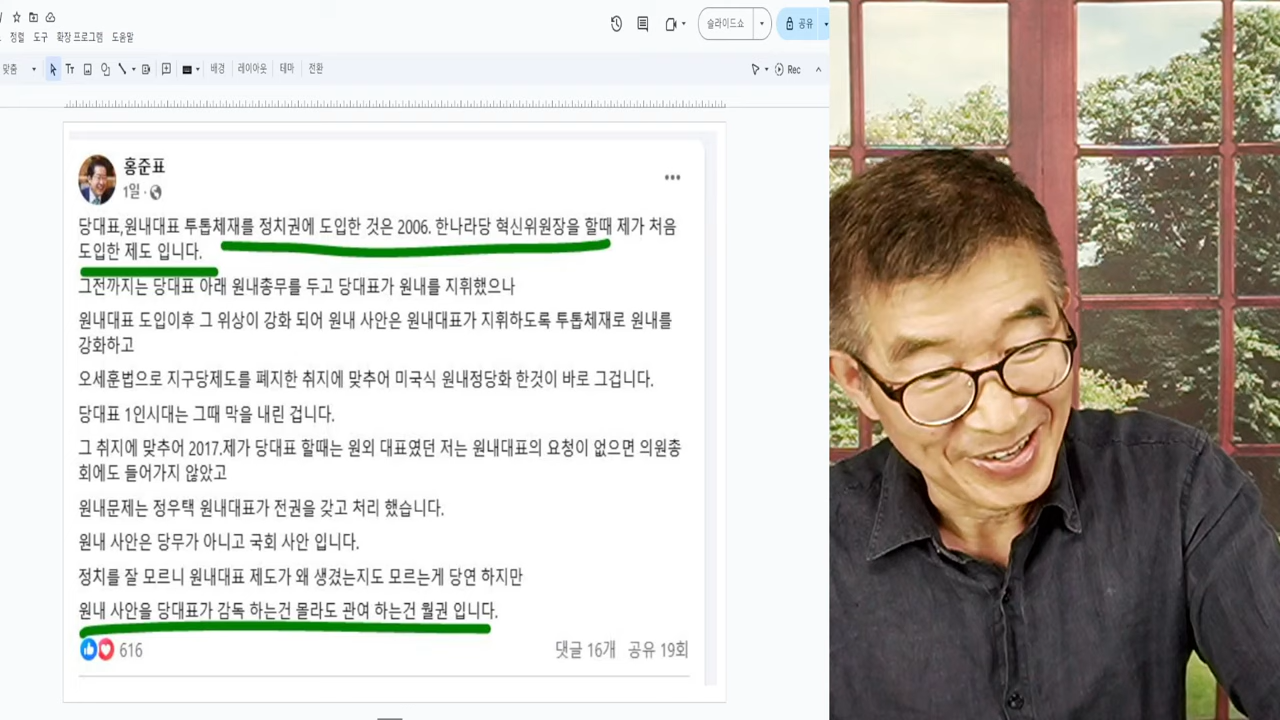 정렬 도구 확장 프로그램 도움말
슬라이드쇼
공유
맞춤
Tт
배경 레이아웃 테마 전환
Rec
홍준표
1일 ·
당대표,원내대표 투톱체재를 정치권에 도입한 것은 2006. 한나라당 혁신위원장을 할때 제가 처음
도입한 제도 입니다.
그전까지는 당대표 아래 원내총무를 두고 당대표가 원내를 지휘했으나
원내대표 도입이후 그 위상이 강화 되어 원내 사안은 원내대표가 지휘하도록 투톱체재로 원내를
강화하고
오세훈법으로 지구당제도를 폐지한 취지에 맞추어 미국식 원내정당화 한것이 바로 그겁니다.
당대표 1인시대는 그때 막을 내린 겁니다.
그 취지에 맞추어 2017.제가 당대표 할때는 원외 대표였던 저는 원내대표의 요청이 없으면 의원총
회에도 들어가지 않았고
원내문제는 정우택 원내대표가 전권을 갖고 처리 했습니다.
원내 사안은 당무가 아니고 국회 사안 입니다.
정치를 잘 모르니 원내대표 제도가 왜 생겼는지도 모르는게 당연 하지만
원내 사안을 당대표가 감독 하는건 몰라도 관여 하는건 월권 입니다.
616
댓글 16개 공유 19회